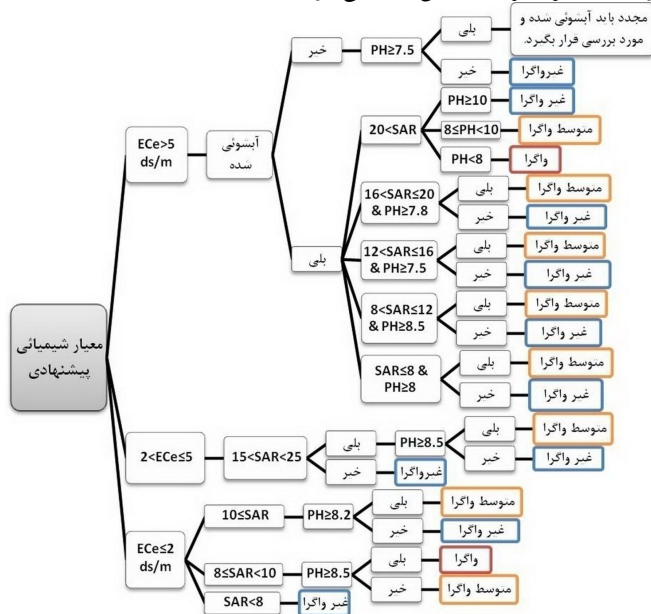 مجدد باید آبشوئی شده و
مورد بررسی قرار بگیرد.
بلی
PH≥7.5
خیر
خیر
غیرواگرا
ECe>5
ds/m
آبشوئی
شده
بلی
20<SAR
PH≥10
غیر واگرا
8≤PH<10
متوسط واگرا
PH<8
واگرا
16<SAR≤20
& PH≥7.8
بلی
متوسط واگرا
خیر
غیر واگرا
12<SAR≤16
& PH≥7.5
بلی
متوسط واگرا
خیر
غیر واگرا
8<SAR≤12
& PH≥8.5
بلی
متوسط واگرا
خیر
غیر واگرا
SAR≤8 &
PH≥8
بلی
متوسط واگرا
خیر
غیر واگرا
معیار شیمیائی
پیشنهادی
2<ECe≤5
15<SAR<25
بلی
PH≥8.5
بلی
متوسط واگرا
خیر
غیر واگرا
خیر
غیرواگرا
ECe≤2
ds/m
10≤SAR
PH≥8.2
بلی
متوسط واگرا
خیر
غیر واگرا
8≤SAR<10
PH≥8.5
بلی
واگرا
خیر
متوسط واگرا
SAR<8
غیر واگرا